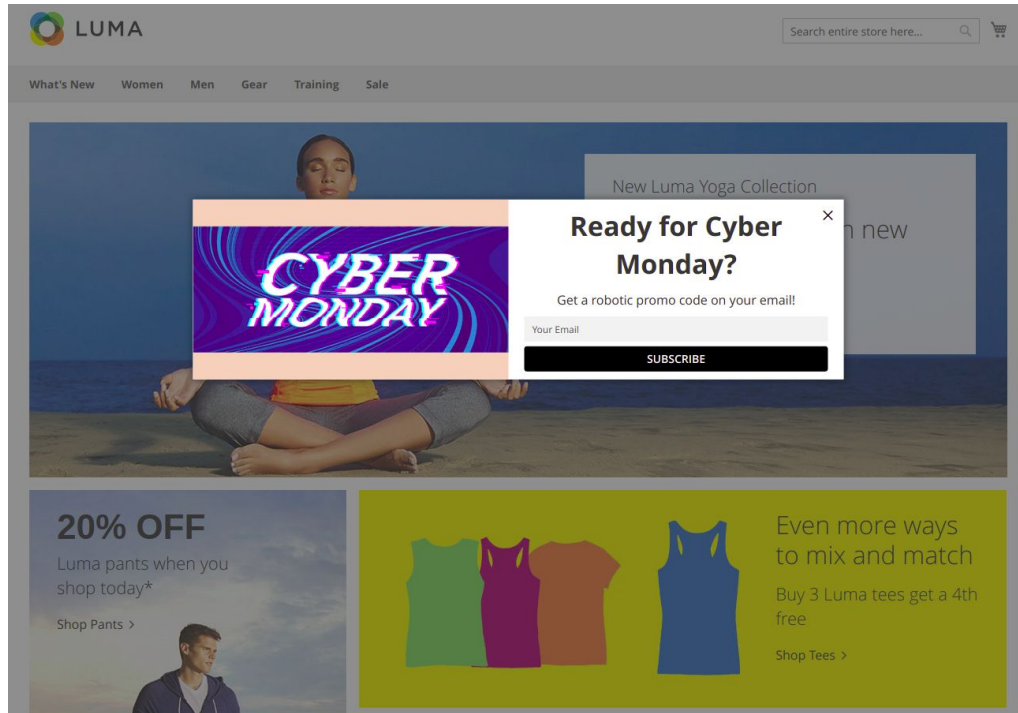 LUMA
Search entire store here...
What's New Women Men Gear Training Sale
New Luma Yoga Collection
new
CYBER
MONDAY
Ready for Cyber
Monday?
Get a robotic promo code on your email!
Your Email
SUBSCRIBE
20% OFF
Luma pants when you
shop today*
Shop Pants >
Even more ways
to mix and match
Buy 3 Luma tees get a 4th
free
Shop Tees >